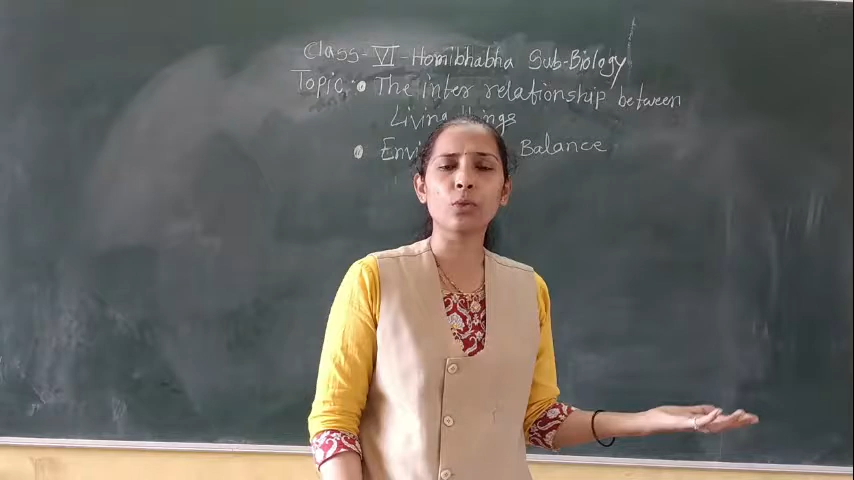 Class-VI-Homibhabha Sub-Biology
Topic:• The inter relationship between
Living things
• Balance